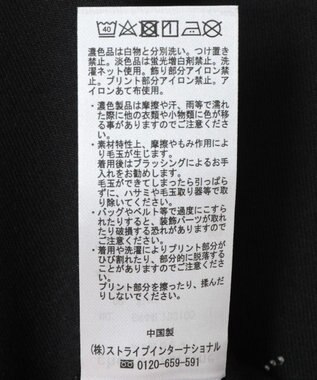 40
濃色品は白物と分別洗い。つけ置き
禁止。淡色品は蛍光増白剤禁止。洗
濯ネット使用。飾り部分アイロン禁
止。プリント部分アイロン禁止。ア
イロンあて布使用。
・濃色製品は摩擦や汗、雨等で濡れ
た際に他の衣類や小物類に色が移
る事がありますのでご注意くださ
い。
・素材特性上、摩擦やもみ作用によ
り毛玉が生じます。
着用後はブラッシングによるお手
入れをお勧めします。
毛玉ができてしまったら引っぱら
ずに、ハサミや毛玉取り器等で取
り除いてください。
・バッグやベルト等で過度にこすら
れたりすると、装飾パーツが取れ
たり破損する恐れがありますので
ご注意ください。
・着用や洗濯によりプリント部分が
ひび割れたり、部分的に脱落する
ことがありますのでご注意くださ
い。
プリント部分を擦ったり、揉んだ
りしないでください。
中国製
(株)ストライプインターナショナル
0120-659-591